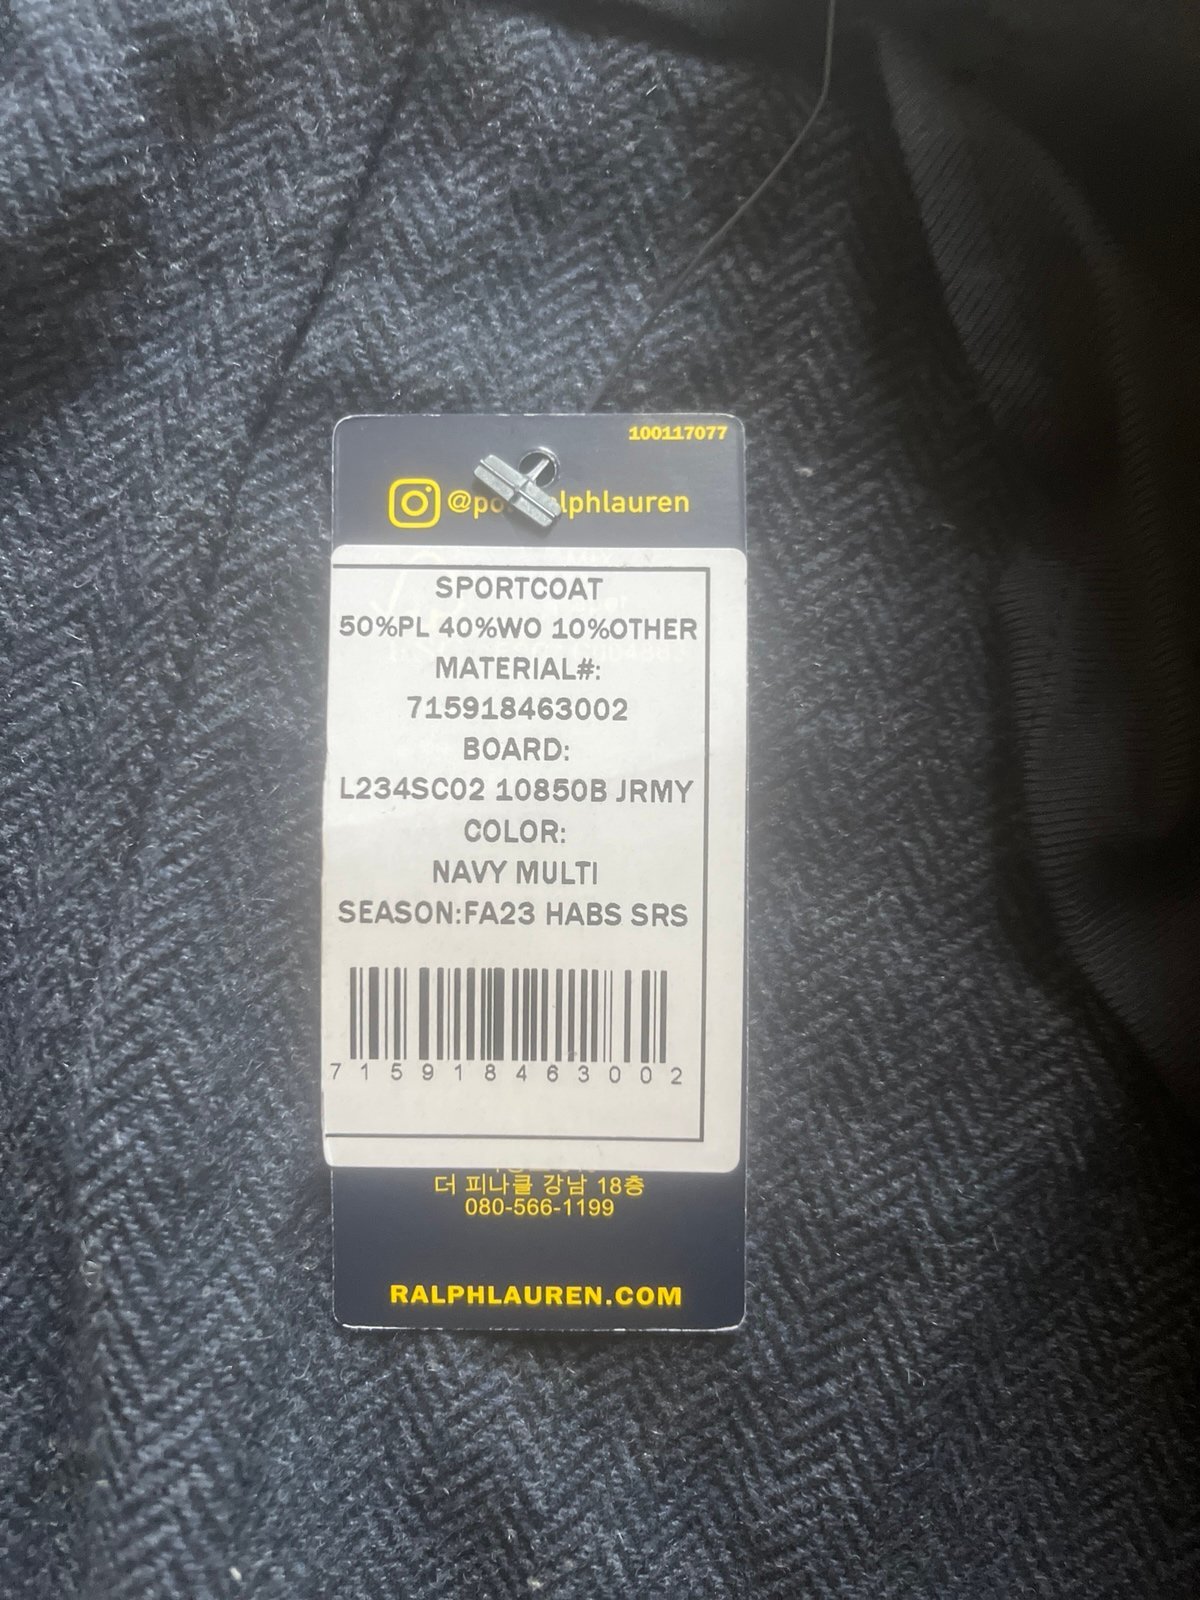 100117077
lphlauren
SPORTCOAT
50%PL 40%WO 10%OTHER
MATERIAL#:
715918463002
BOARD:
L234SC02 10850B JRMY
COLOR:
NAVY MULTI
SEASON:FA23 HABS SRS
715918463002
더 피나클 강남 18층
080-566-1199
RALPHLAUREN.COM